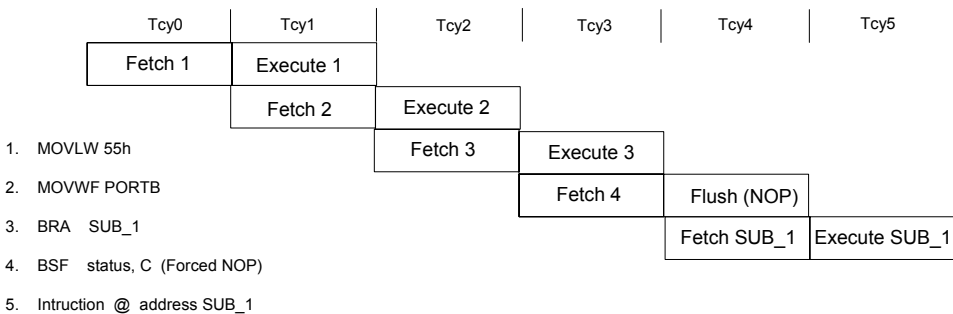 Tcy0 Tcy1 Tcy2 Tcy3 Tcy4 Tcy5
Fetch 1 Execute 1
Fetch 2 Execute 2
Fetch 3 Execute 3
Fetch 4 Flush (NOP)
Fetch SUB_1 Execute SUB_1
1. MOVLW 55h
2. MOVWF PORTB
3. BRA SUB_1
4. BSF status, C (Forced NOP)
5. Intruction @ address SUB_1